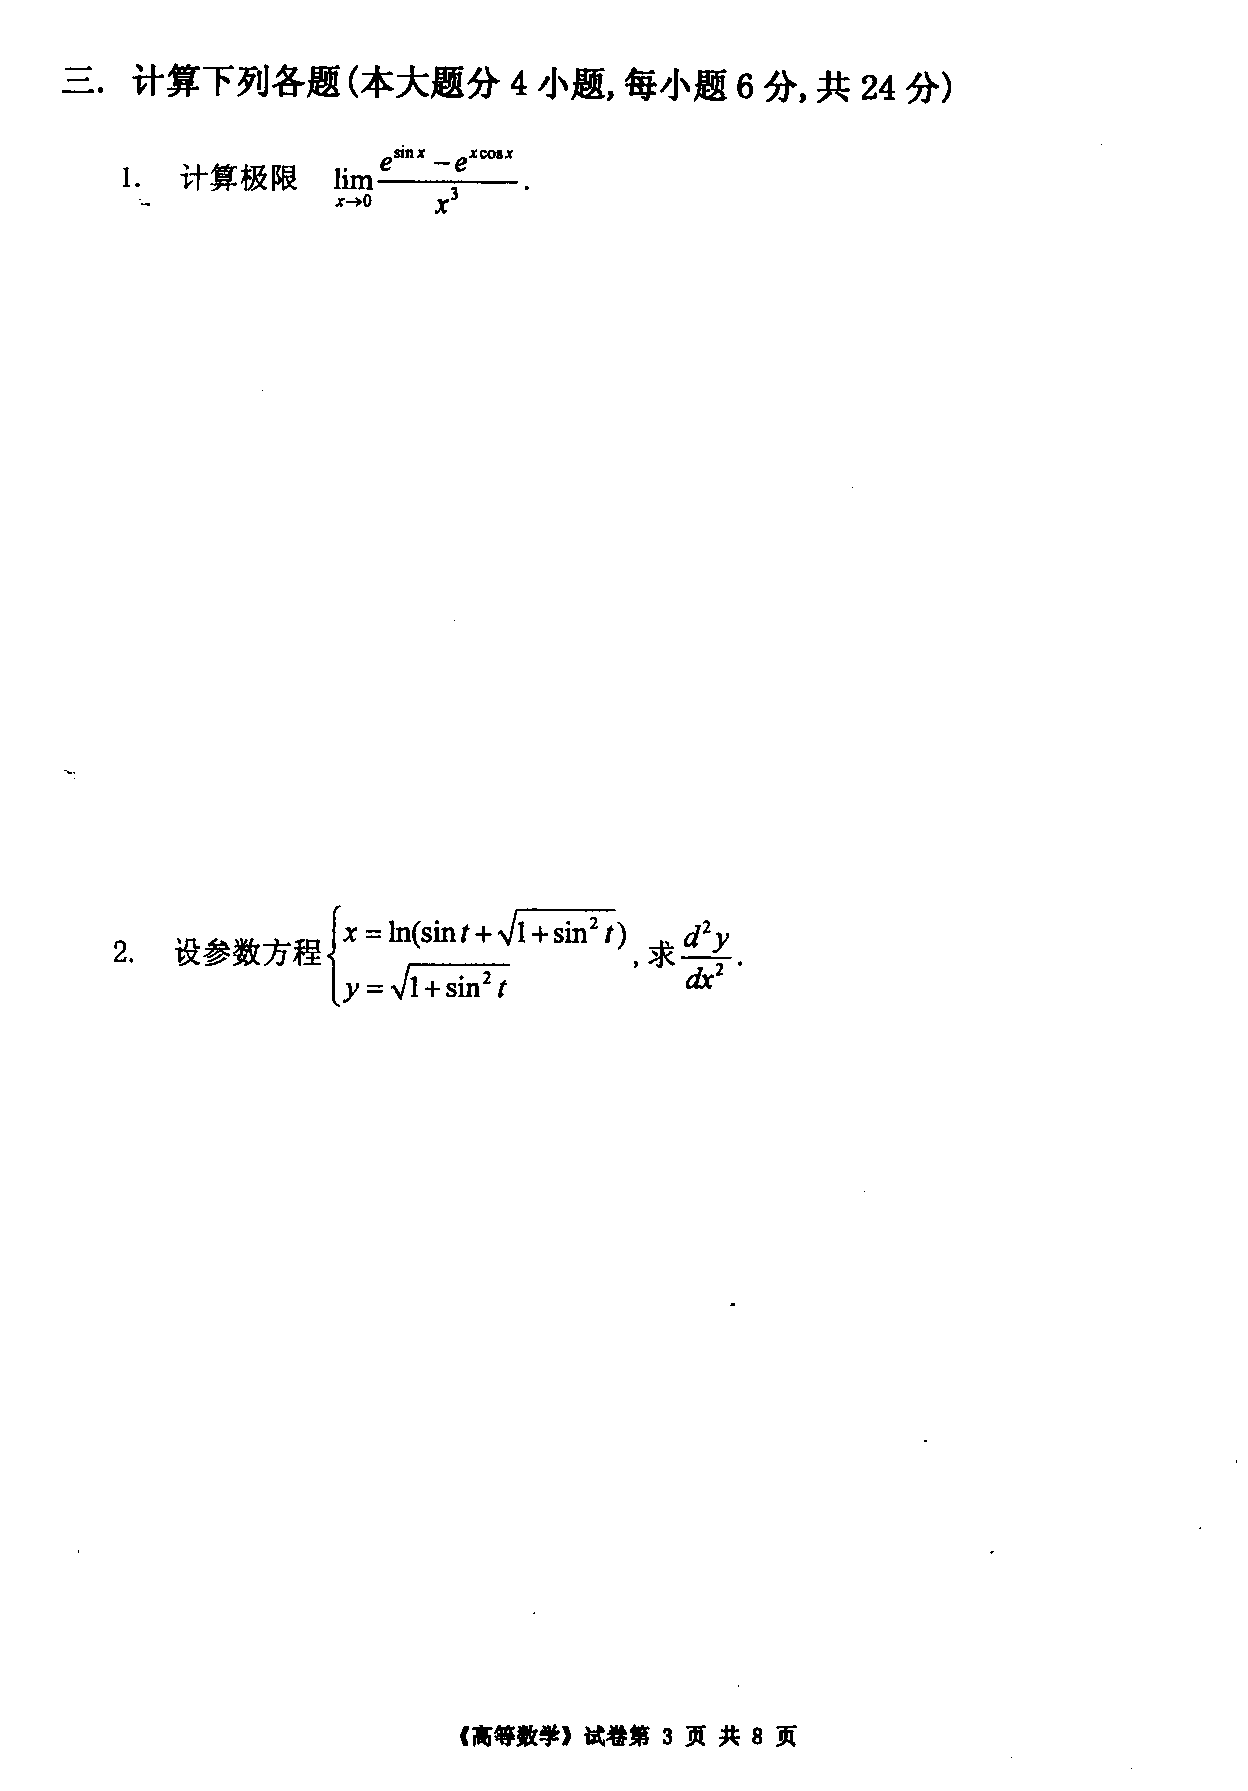 三. 计算下列各题(本大题分 4 小题, 每小题 6 分, 共 24 分)
1. 计算极限 $\lim_{x \to 0} \frac{e^{\sin x} - e^{x\cos x}}{x^3}$.
2. 设参数方程 $\begin{cases} x = \ln(\sin t + \sqrt{1+\sin^2 t}) \\ y = \sqrt{1+\sin^2 t} \end{cases}$, 求 $\frac{d^2 y}{dx^2}$.
《高等数学》试卷第 3 页 共 8 页